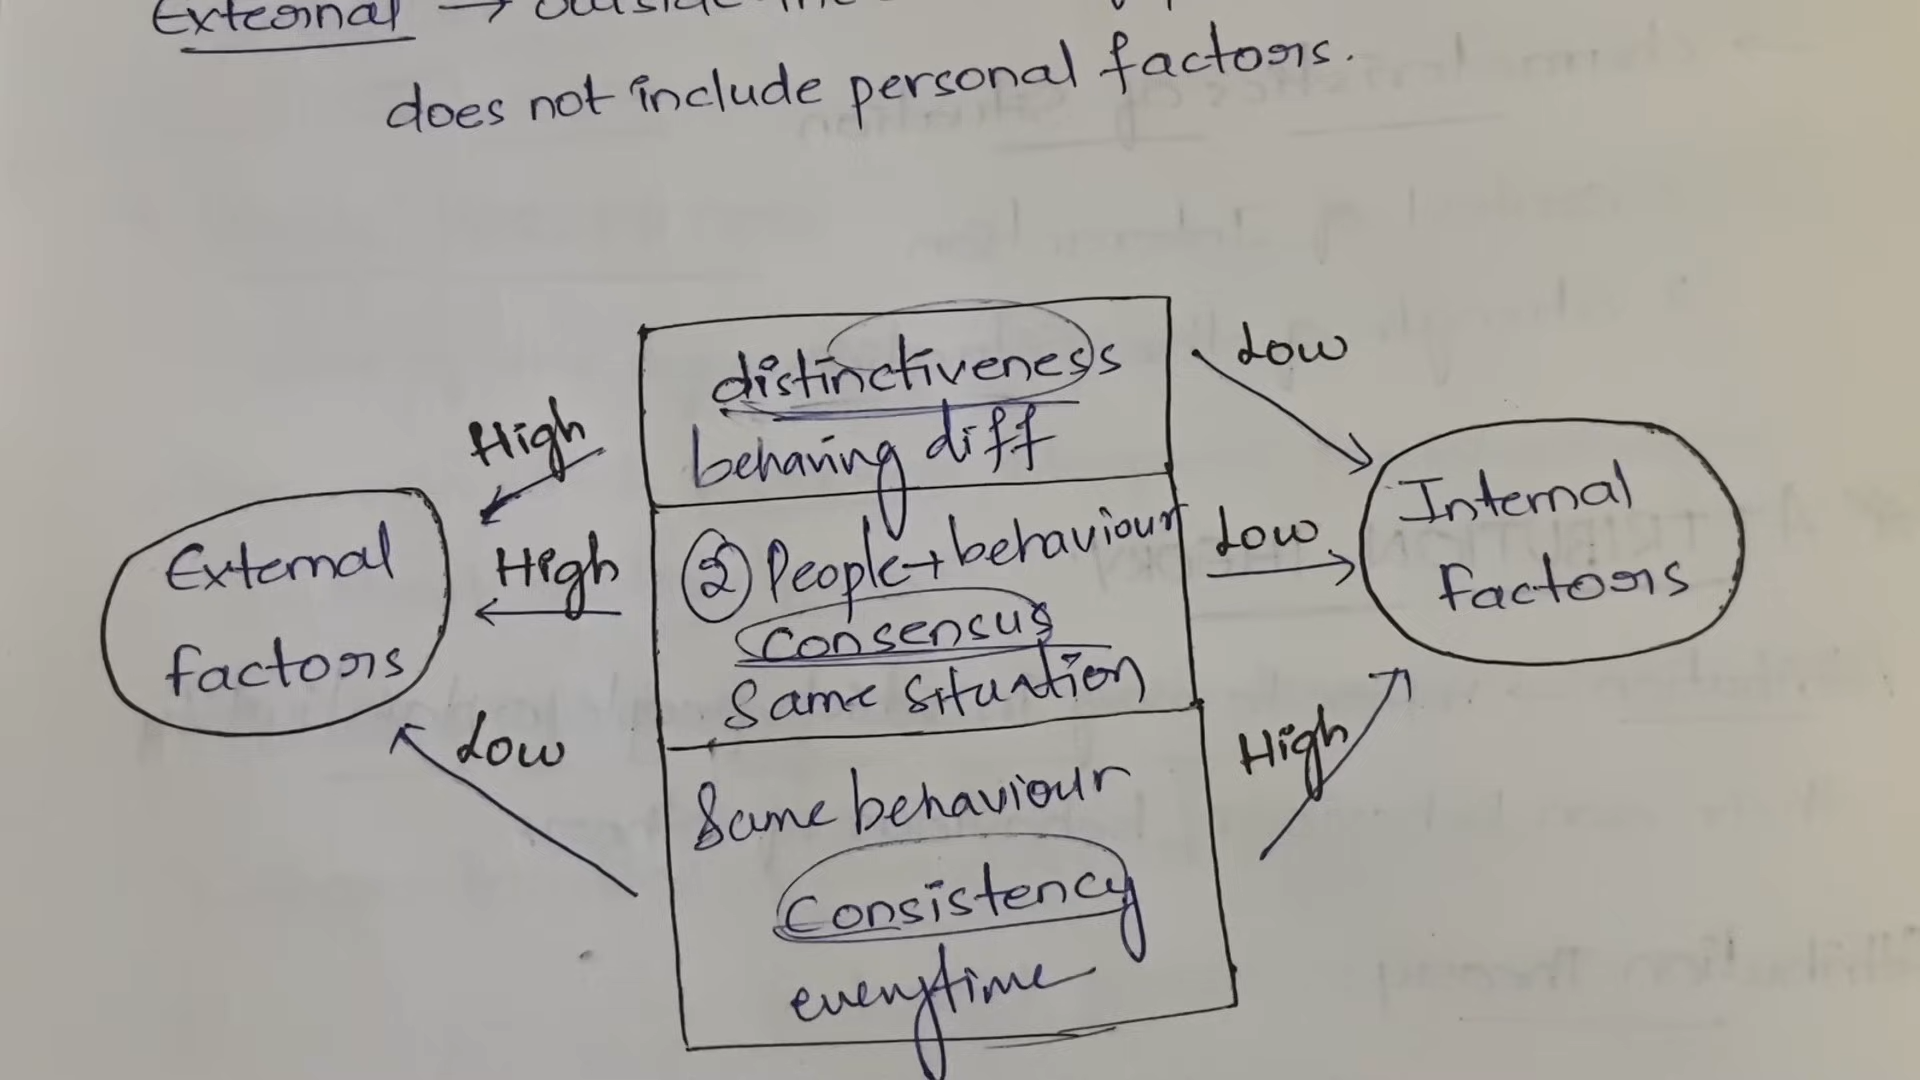 External →
does not include personal factors.
distinctiveness
behaving diff
② People → behaviour
Consensus
Same situation
Same behaviour
Consistency
everytime
High
High
Low
External
factors
Low
Low
High
Internal
factors